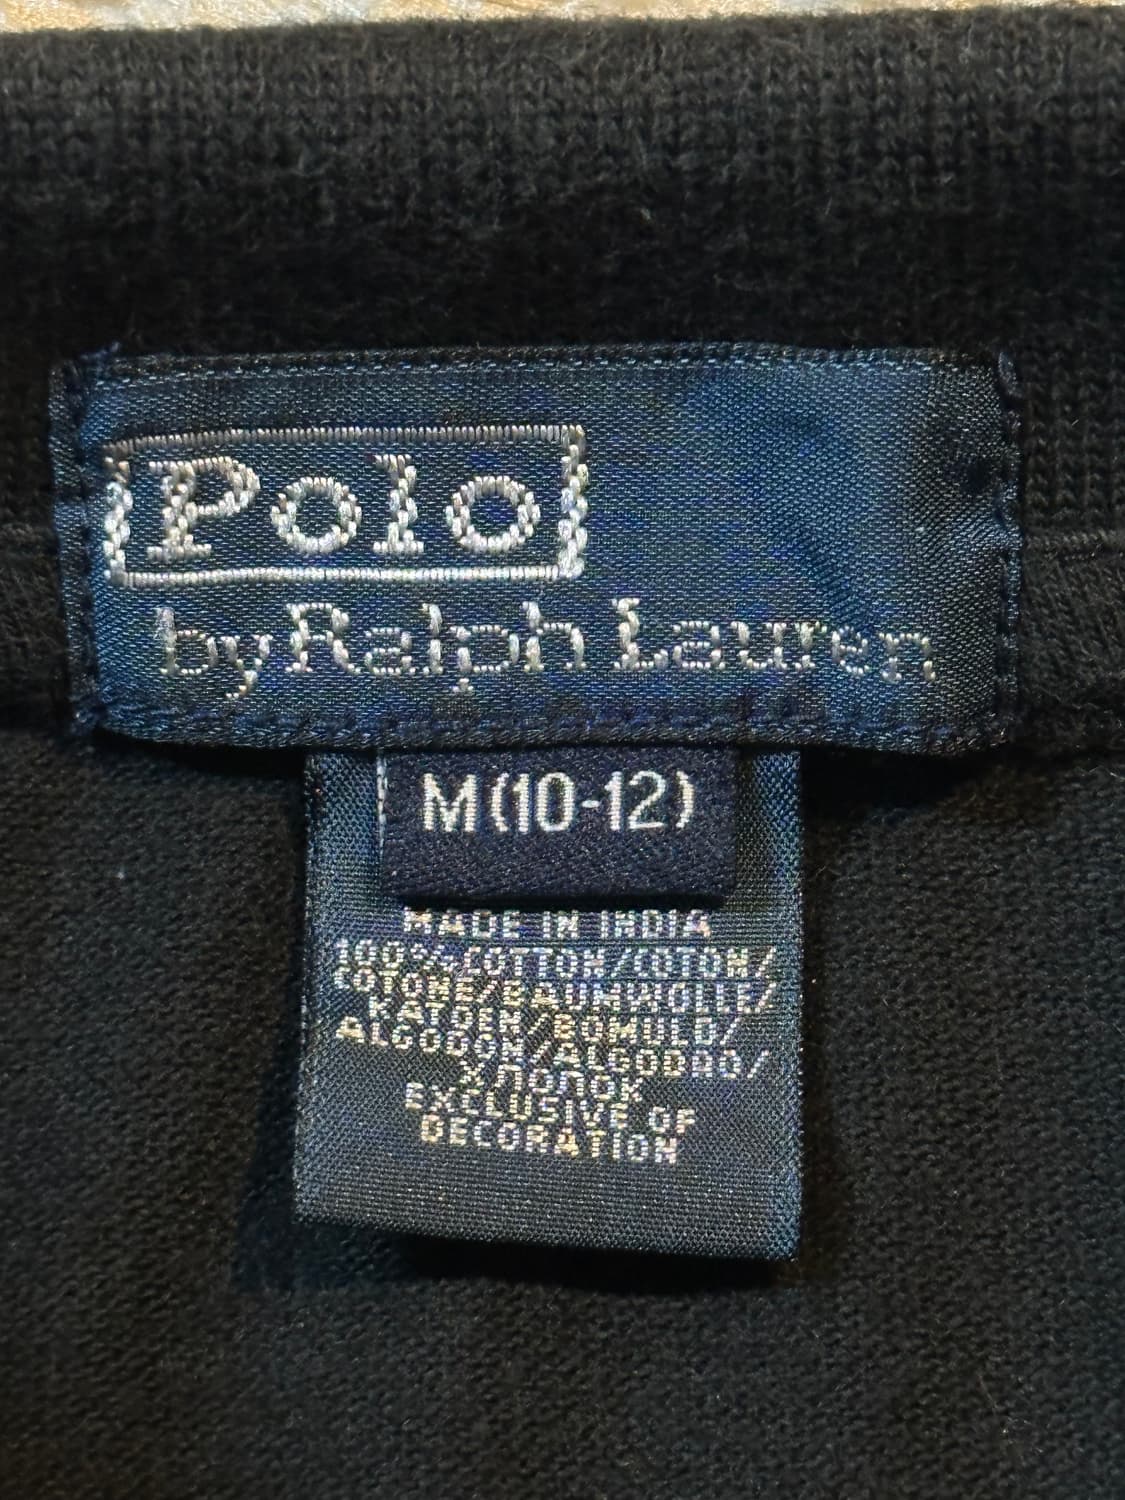 Polo
by Ralph Lauren
M(10-12)
MADE IN INDIA
100% COTTON/COTON/
COTONE/BAUMWOLLE/
KATOEN/BOMULD/
ALGODON/ALGODAO/
ХЛОПОК
EXCLUSIVE OF
DECORATION